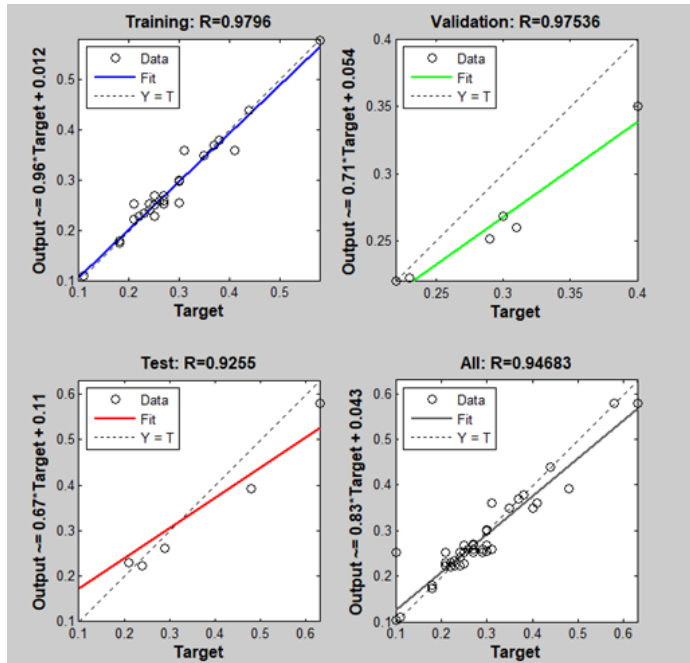 Training: R=0.9796
Output ~= 0.96*Target + 0.012
0.5
0.4
0.3
0.2
0.1
Data
Fit
Y = T
0.1 0.2 0.3 0.4 0.5
Target
Validation: R=0.97536
Output ~= 0.71*Target + 0.054
0.4
0.35
0.3
0.25
Data
Fit
Y = T
0.25 0.3 0.35 0.4
Target
Test: R=0.9255
Output ~= 0.67*Target + 0.11
0.6
0.5
0.4
0.3
0.2
0.1
Data
Fit
Y = T
0.1 0.2 0.3 0.4 0.5 0.6
Target
All: R=0.94683
Output ~= 0.83*Target + 0.043
0.6
0.5
0.4
0.3
0.2
0.1
Data
Fit
Y = T
0.1 0.2 0.3 0.4 0.5 0.6
Target